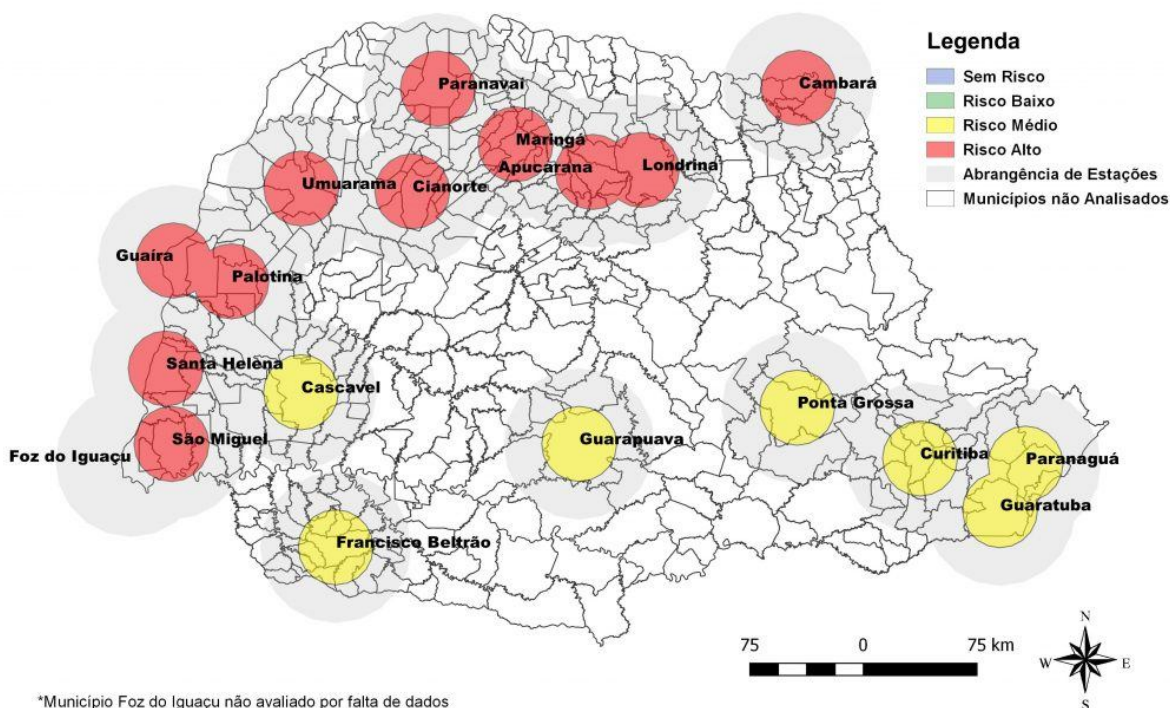 Legenda
Sem Risco
Risco Baixo
Risco Médio
Risco Alto
Abrangência de Estações
Municípios não Analisados
Paranavai
Cambará
Maringá
Apucarana
Londrina
Umuarama
Cianorte
Guaírá
Palotina
Santa Helena
Cascavel
Ponta Grossa
São Miguel
Guarapuava
Foz do Iguaçu
Curitiba
Paranaguá
Guaratuba
Francisco Beltrão
75 0 75 km
N
W E
S
*Município Foz do Iguaçu não avaliado por falta de dados